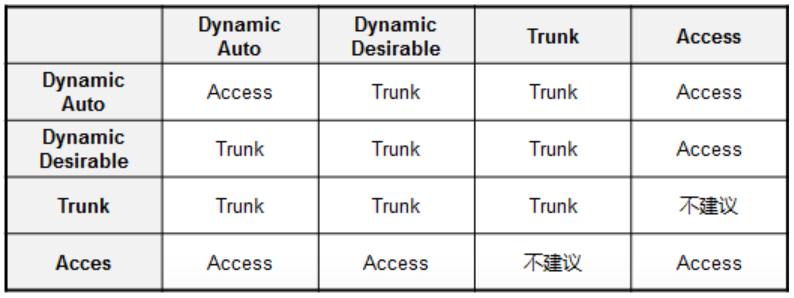 Dynamic Auto Dynamic Desirable Trunk Access
Dynamic Auto Access Trunk Trunk Access
Dynamic Desirable Trunk Trunk Trunk Access
Trunk Trunk Trunk Trunk 不建议
Acces Access Access 不建议 Access